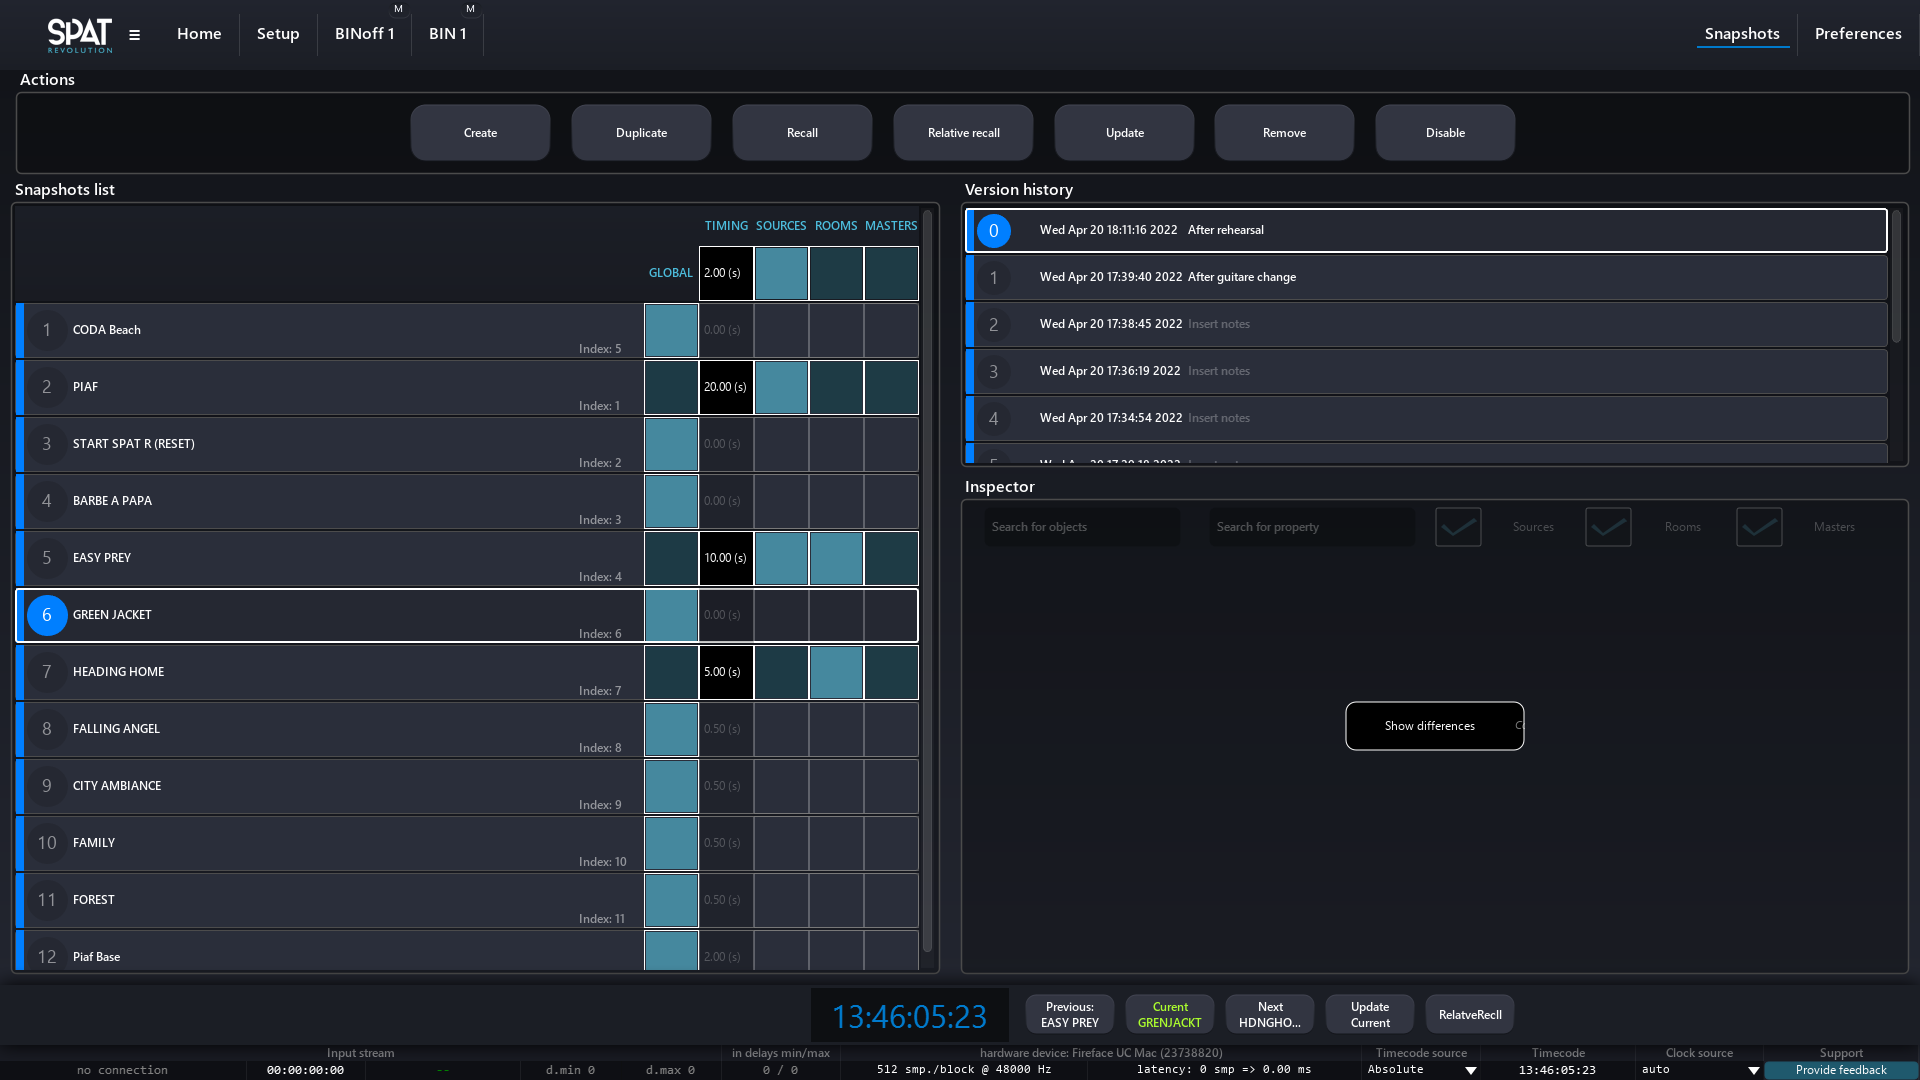 SPAT
REVOLUTION
Home
Setup
BINoff 1
M
BIN 1
M
Snapshots
Preferences
Actions
Create
Duplicate
Recall
Relative recall
Update
Remove
Disable
Snapshots list
TIMING SOURCES ROOMS MASTERS
GLOBAL 2.00 (s)
1 CODA Beach Index: 5 0.00 (s)
2 PIAF Index: 1 20.00 (s)
3 START SPAT R (RESET) Index: 2 0.00 (s)
4 BARBE A PAPA Index: 3 0.00 (s)
5 EASY PREY Index: 4 10.00 (s)
6 GREEN JACKET Index: 6 0.00 (s)
7 HEADING HOME Index: 7 5.00 (s)
8 FALLING ANGEL Index: 8 0.50 (s)
9 CITY AMBIANCE Index: 9 0.50 (s)
10 FAMILY Index: 10 0.50 (s)
11 FOREST Index: 11 0.50 (s)
12 Piaf Base 2.00 (s)
Version history
0 Wed Apr 20 18:11:16 2022 After rehearsal
1 Wed Apr 20 17:39:40 2022 After guitare change
2 Wed Apr 20 17:38:45 2022 Insert notes
3 Wed Apr 20 17:36:19 2022 Insert notes
4 Wed Apr 20 17:34:54 2022 Insert notes
Inspector
Search for objects
Search for property
Sources
Rooms
Masters
Show differences
13:46:05:23
Previous:
EASY PREY
Curent
GRENJACKT
Next
HDNGHO...
Update
Current
RelatveRecll
Input stream
no connection
00:00:00:00
--
d.min 0
d.max 0
in delays min/max
0 / 0
hardware device: Fireface UC Mac (23738820)
512 smp./block @ 48000 Hz
latency: 0 smp => 0.00 ms
Timecode source
Absolute
Timecode
13:46:05:23
Clock source
auto
Support
Provide feedback